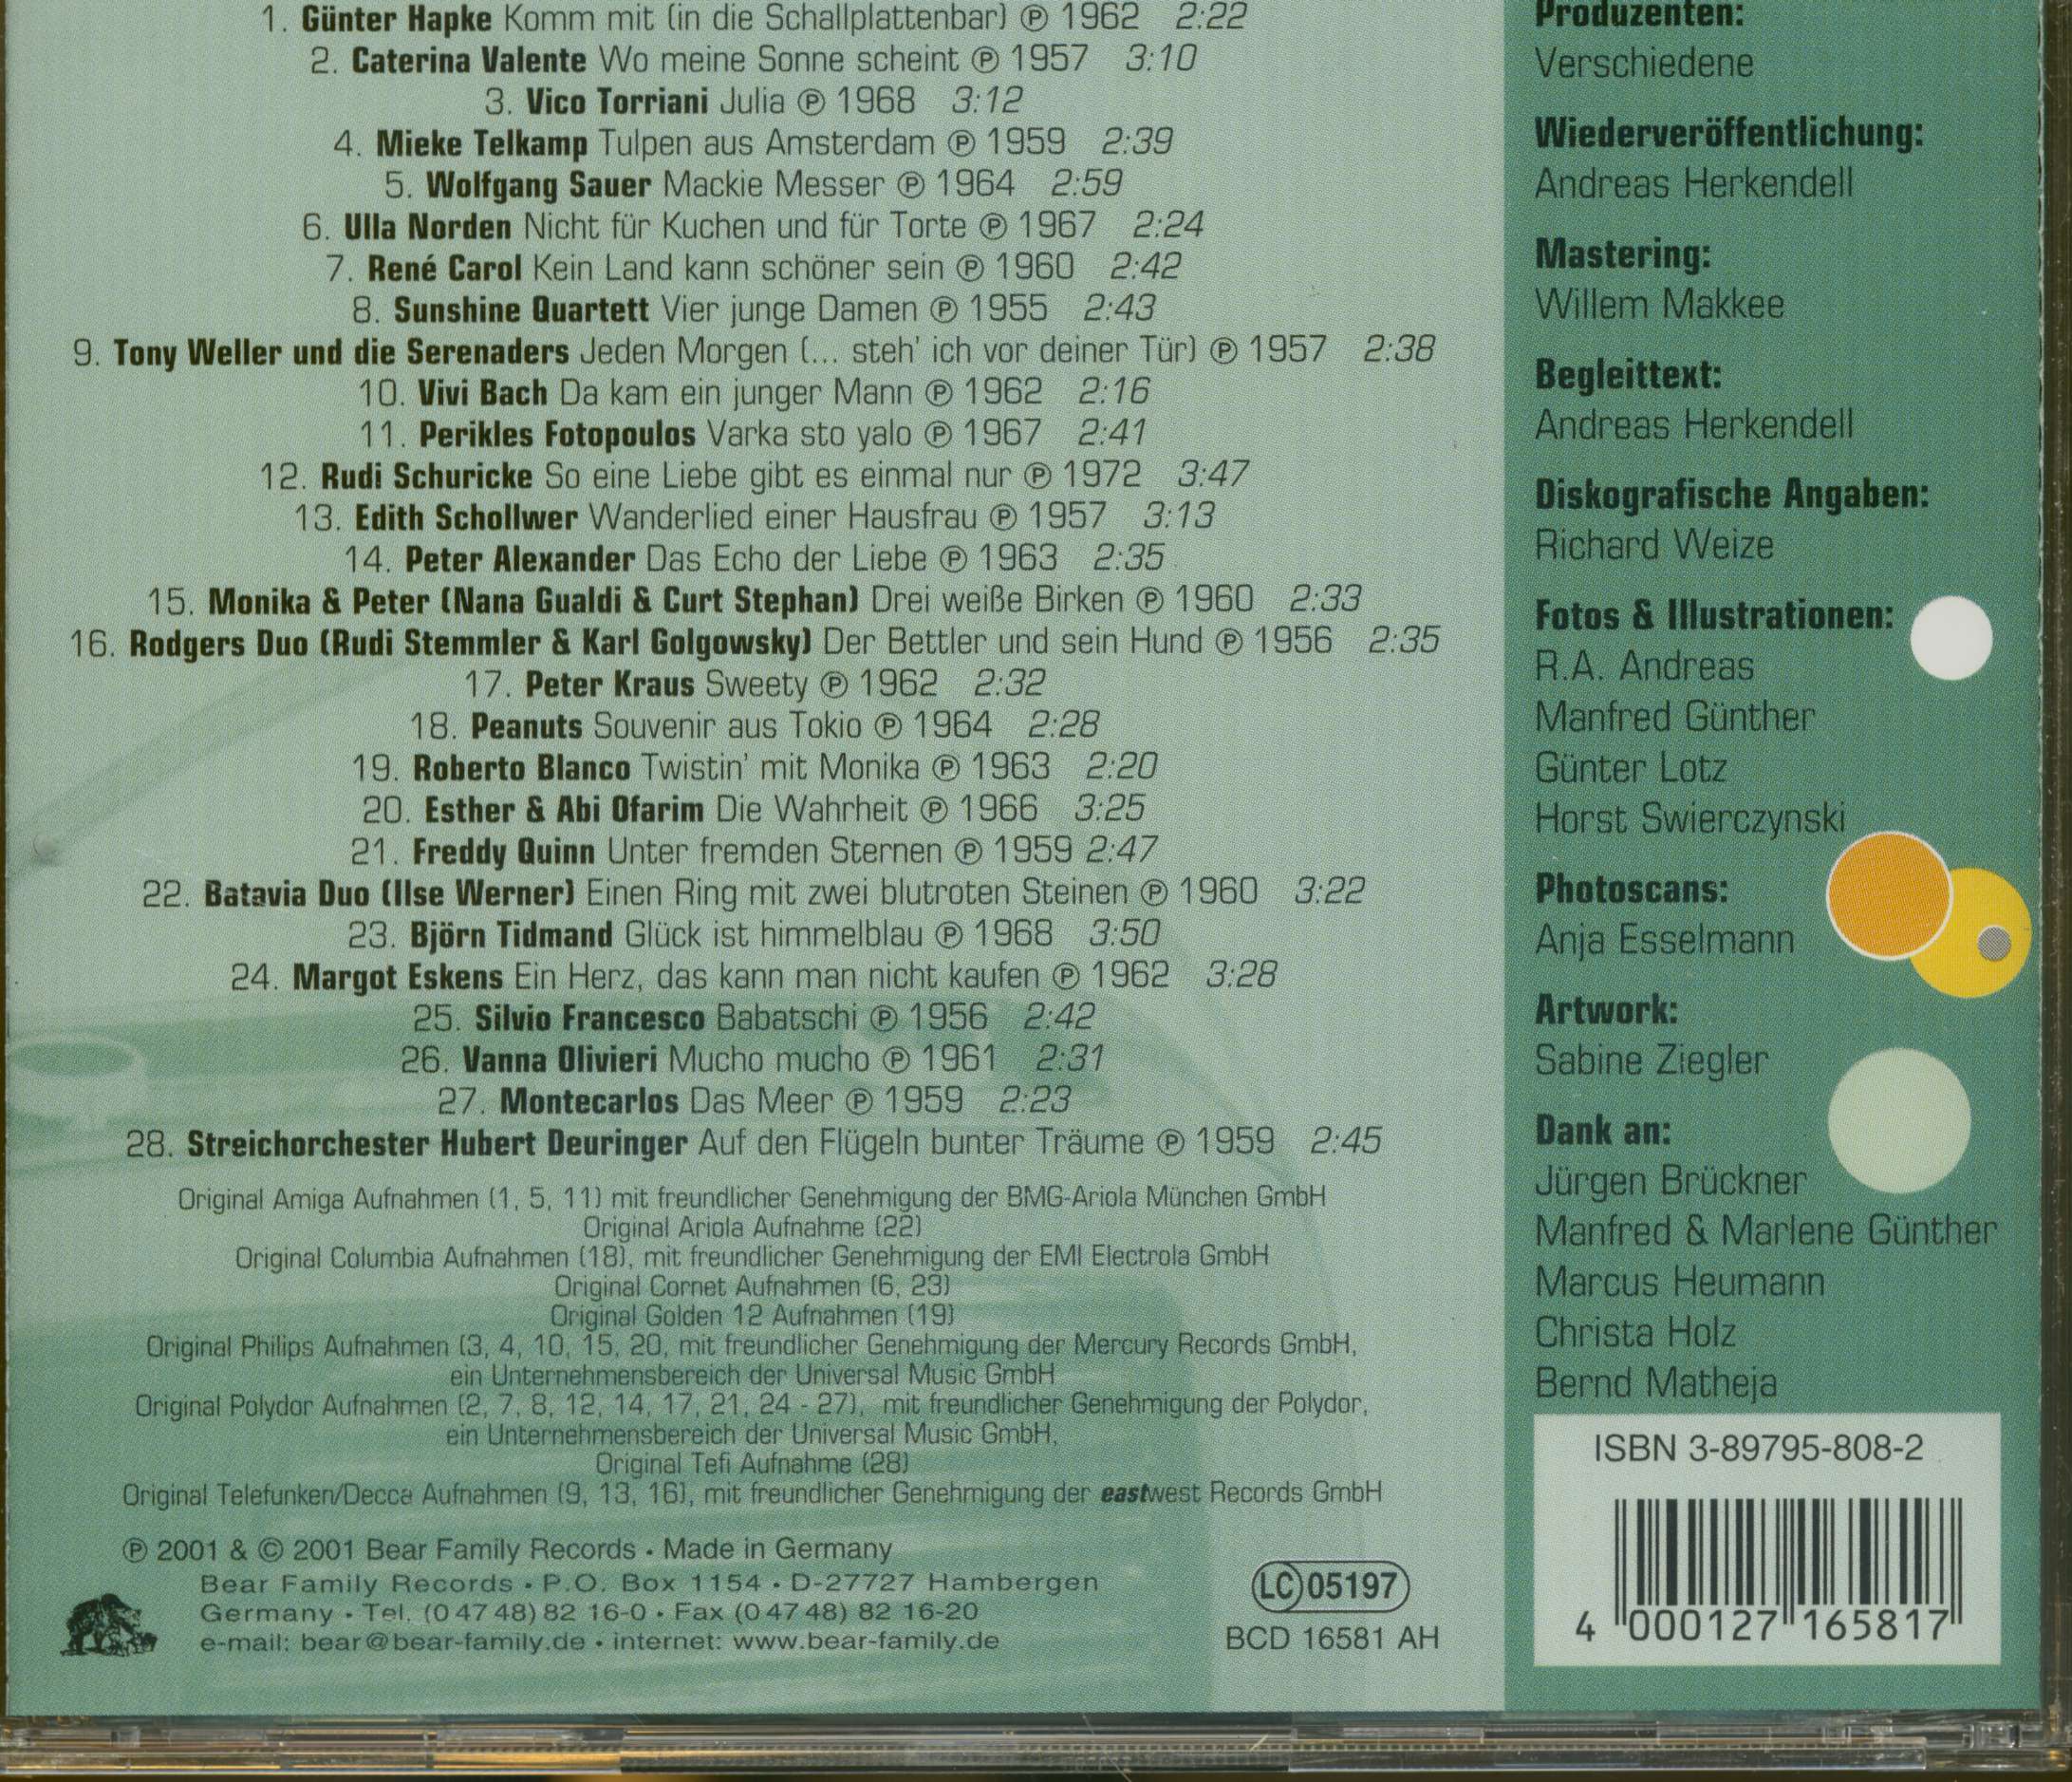 1. Günter Hapke Komm mit (in die Schallplattenbar) ℗ 1962 2:22
2. Caterina Valente Wo meine Sonne scheint ℗ 1957 3:10
3. Vico Torriani Julia ℗ 1968 3:12
4. Mieke Telkamp Tulpen aus Amsterdam ℗ 1959 2:39
5. Wolfgang Sauer Mackie Messer ℗ 1964 2:59
6. Ulla Norden Nicht für Kuchen und für Torte ℗ 1967 2:24
7. René Carol Kein Land kann schöner sein ℗ 1960 2:42
8. Sunshine Quartett Vier junge Damen ℗ 1955 2:43
9. Tony Weller und die Serenaders Jeden Morgen (... steh' ich vor deiner Tür) ℗ 1957 2:38
10. Vivi Bach Da kam ein junger Mann ℗ 1962 2:16
11. Perikles Fotopoulos Varka sto yalo ℗ 1967 2:41
12. Rudi Schuricke So eine Liebe gibt es einmal nur ℗ 1972 3:47
13. Edith Schollwer Wanderlied einer Hausfrau ℗ 1957 3:13
14. Peter Alexander Das Echo der Liebe ℗ 1963 2:35
15. Monika & Peter (Nana Gualdi & Curt Stephan) Drei weiße Birken ℗ 1960 2:33
16. Rodgers Duo (Rudi Stemmler & Karl Golgowsky) Der Bettler und sein Hund ℗ 1956 2:35
17. Peter Kraus Sweety ℗ 1962 2:32
18. Peanuts Souvenir aus Tokio ℗ 1964 2:28
19. Roberto Blanco Twistin' mit Monika ℗ 1963 2:20
20. Esther & Abi Ofarim Die Wahrheit ℗ 1966 3:25
21. Freddy Quinn Unter fremden Sternen ℗ 1959 2:47
22. Batavia Duo (Ilse Werner) Einen Ring mit zwei blutroten Steinen ℗ 1960 3:22
23. Björn Tidmand Glück ist himmelblau ℗ 1968 3:50
24. Margot Eskens Ein Herz, das kann man nicht kaufen ℗ 1962 3:28
25. Silvio Francesco Babatschi ℗ 1956 2:42
26. Vanna Olivieri Mucho mucho ℗ 1961 2:31
27. Montecarlos Das Meer ℗ 1959 2:23
28. Streichorchester Hubert Deuringer Auf den Flügeln bunter Träume ℗ 1959 2:45
Original Amiga Aufnahmen (1, 5, 11) mit freundlicher Genehmigung der BMG-Ariola München GmbH
Original Ariola Aufnahme (22)
Original Columbia Aufnahmen (18), mit freundlicher Genehmigung der EMI Electrola GmbH
Original Cornet Aufnahmen (6, 23)
Original Golden 12 Aufnahmen (19)
Original Philips Aufnahmen (3, 4, 10, 15, 20, mit freundlicher Genehmigung der Mercury Records GmbH,
ein Unternehmensbereich der Universal Music GmbH
Original Polydor Aufnahmen (2, 7, 8, 12, 14, 17, 21, 24 - 27), mit freundlicher Genehmigung der Polydor,
ein Unternehmensbereich der Universal Music GmbH,
Original Tefi Aufnahme (28)
Original Telefunken/Decca Aufnahmen (9, 13, 16), mit freundlicher Genehmigung der eastwest Records GmbH
℗ 2001 & © 2001 Bear Family Records • Made in Germany
Bear Family Records • P.O. Box 1154 • D-27727 Hambergen
Germany • Tel. (0 47 48) 82 16-0 • Fax (0 47 48) 82 16-20
e-mail: bear@bear-family.de • internet: www.bear-family.de
LC 05197
BCD 16581 AH
Produzenten:
Verschiedene
Wiederveröffentlichung:
Andreas Herkendell
Mastering:
Willem Makkee
Begleittext:
Andreas Herkendell
Diskografische Angaben:
Richard Weize
Fotos & Illustrationen:
R.A. Andreas
Manfred Günther
Günter Lotz
Horst Swierczynski
Photoscans:
Anja Esselmann
Artwork:
Sabine Ziegler
Dank an:
Jürgen Brückner
Manfred & Marlene Günther
Marcus Heumann
Christa Holz
Bernd Matheja
ISBN 3-89795-808-2
4 000127 165817